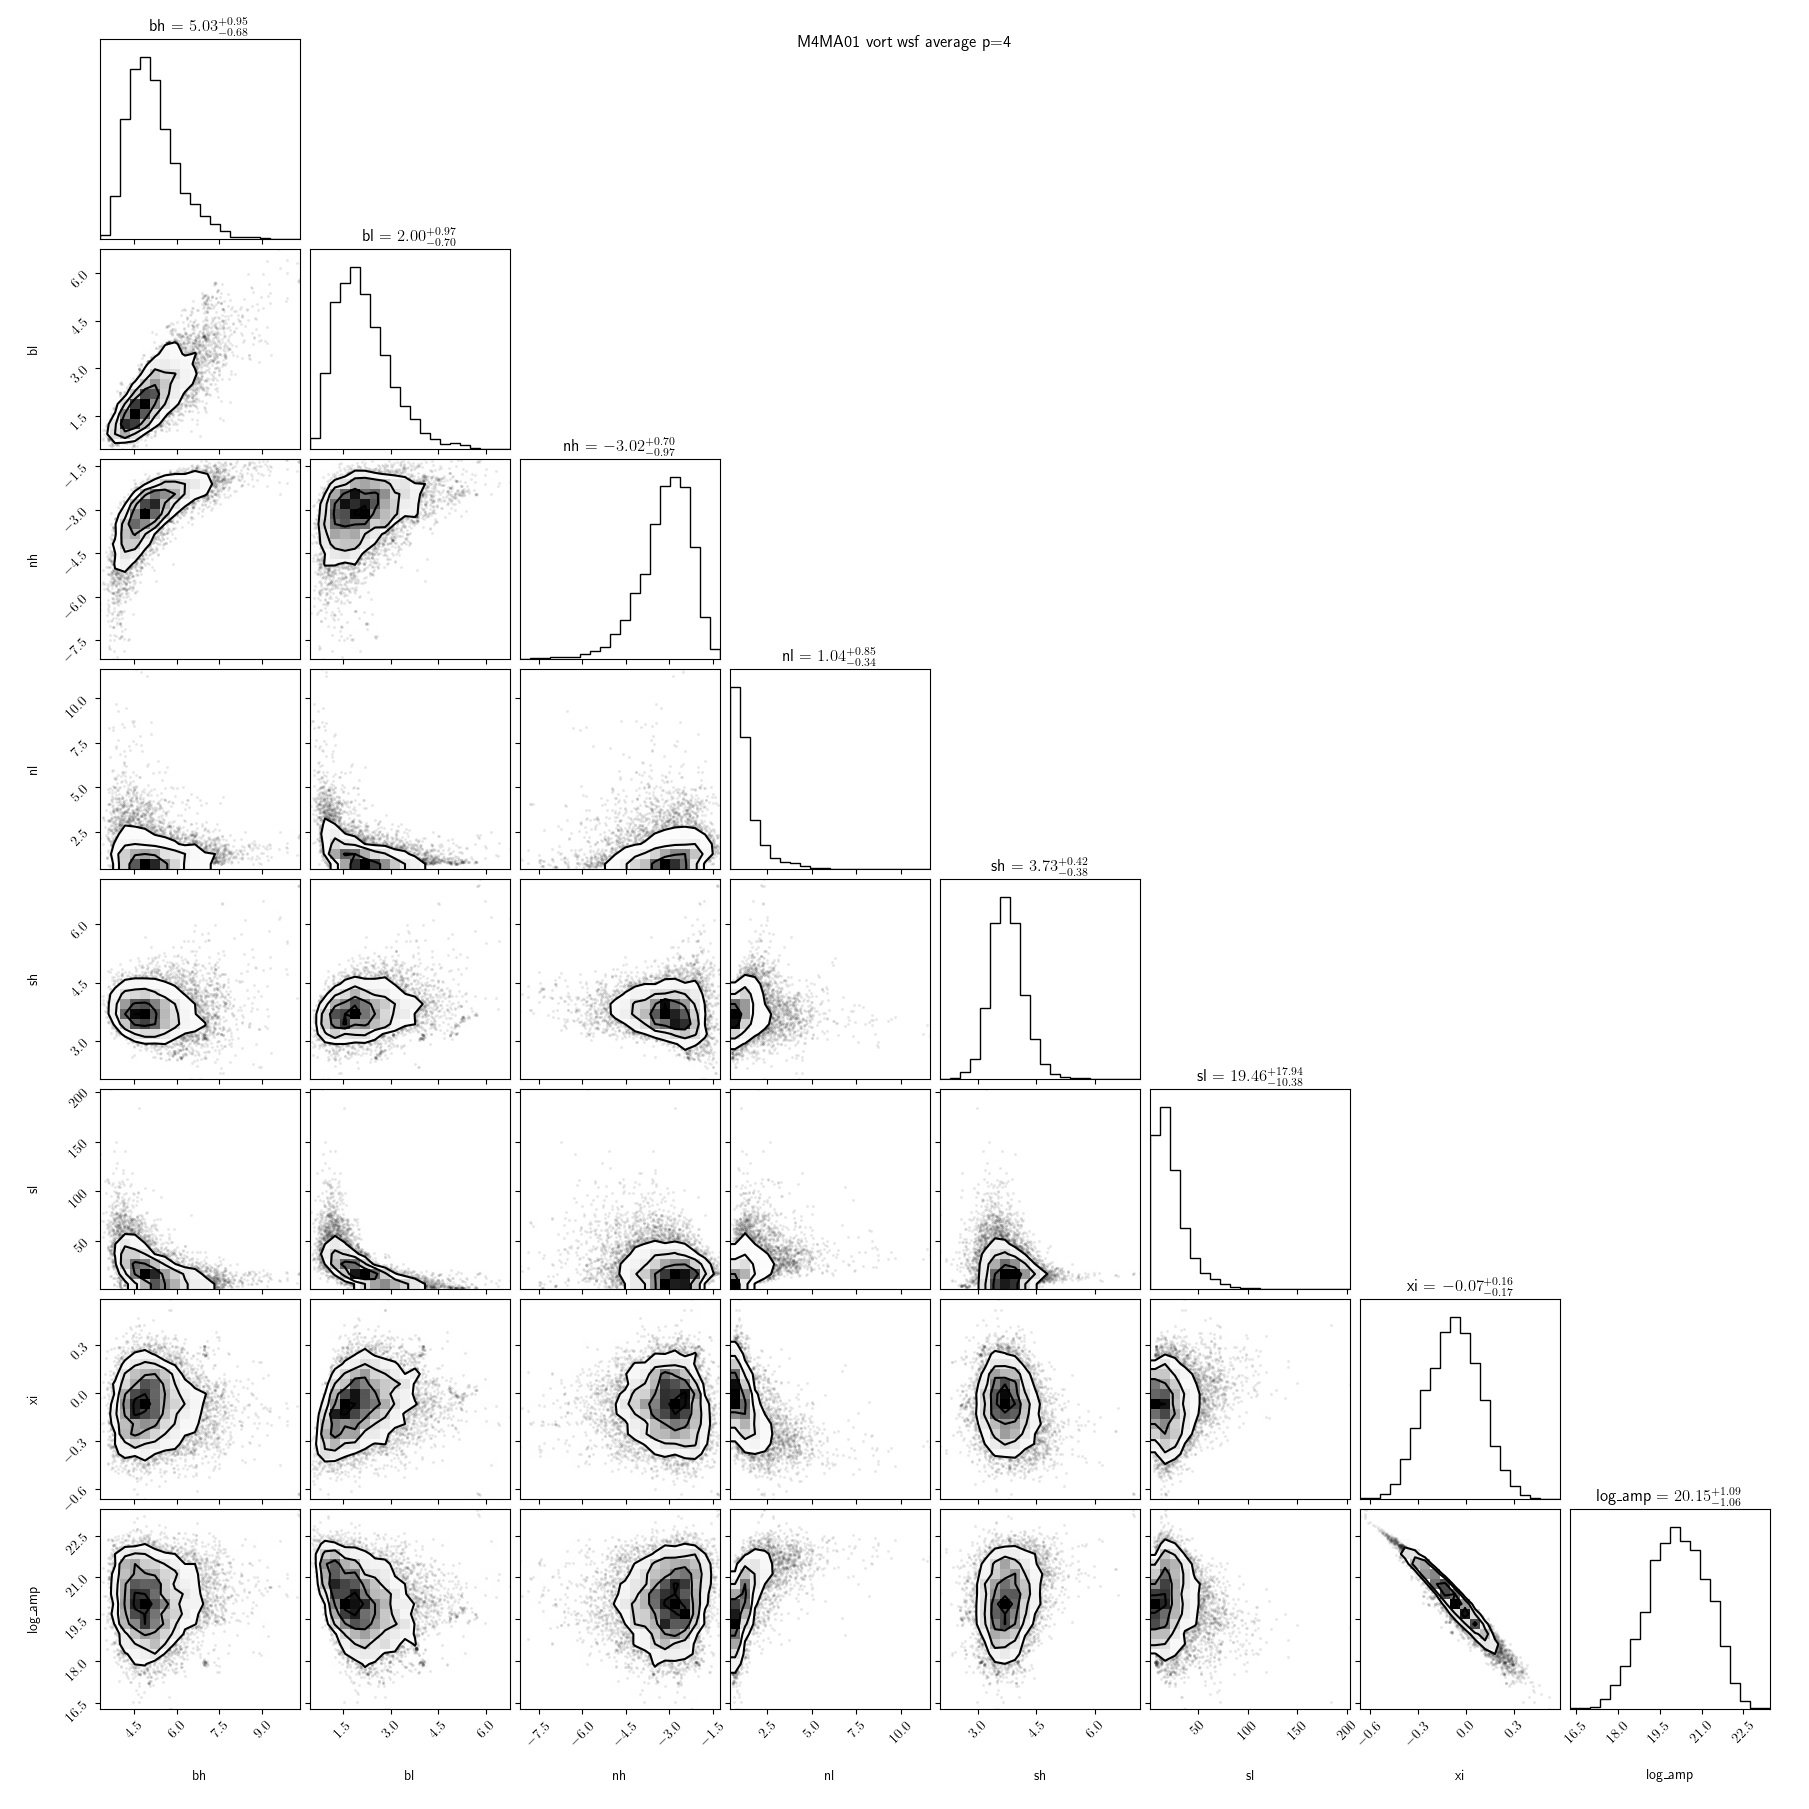 M4MA01 vort wsf average p=4
bh = 5.03+0.95−0.68
bl = 2.00+0.97−0.70
nh = −3.02+0.70−0.97
nl = 1.04+0.85−0.34
sh = 3.73+0.42−0.38
sl = 19.46+17.94−10.38
xi = −0.07+0.16−0.17
log_amp = 20.15+1.09−1.06
bl
6.0
4.5
3.0
1.5
nh
−1.5
−3.0
−4.5
−6.0
−7.5
nl
10.0
7.5
5.0
2.5
sh
6.0
4.5
3.0
sl
200
150
100
50
xi
0.3
0.0
−0.3
−0.6
log_amp
22.5
21.0
19.5
18.0
16.5
4.5 6.0 7.5 9.0
1.5 3.0 4.5 6.0
−7.5 −6.0 −4.5 −3.0 −1.5
2.5 5.0 7.5 10.0
3.0 4.5 6.0
50 100 150 200
−0.6 −0.3 0.0 0.3
16.5 18.0 19.5 21.0 22.5
bh bl nh nl sh sl xi log_amp